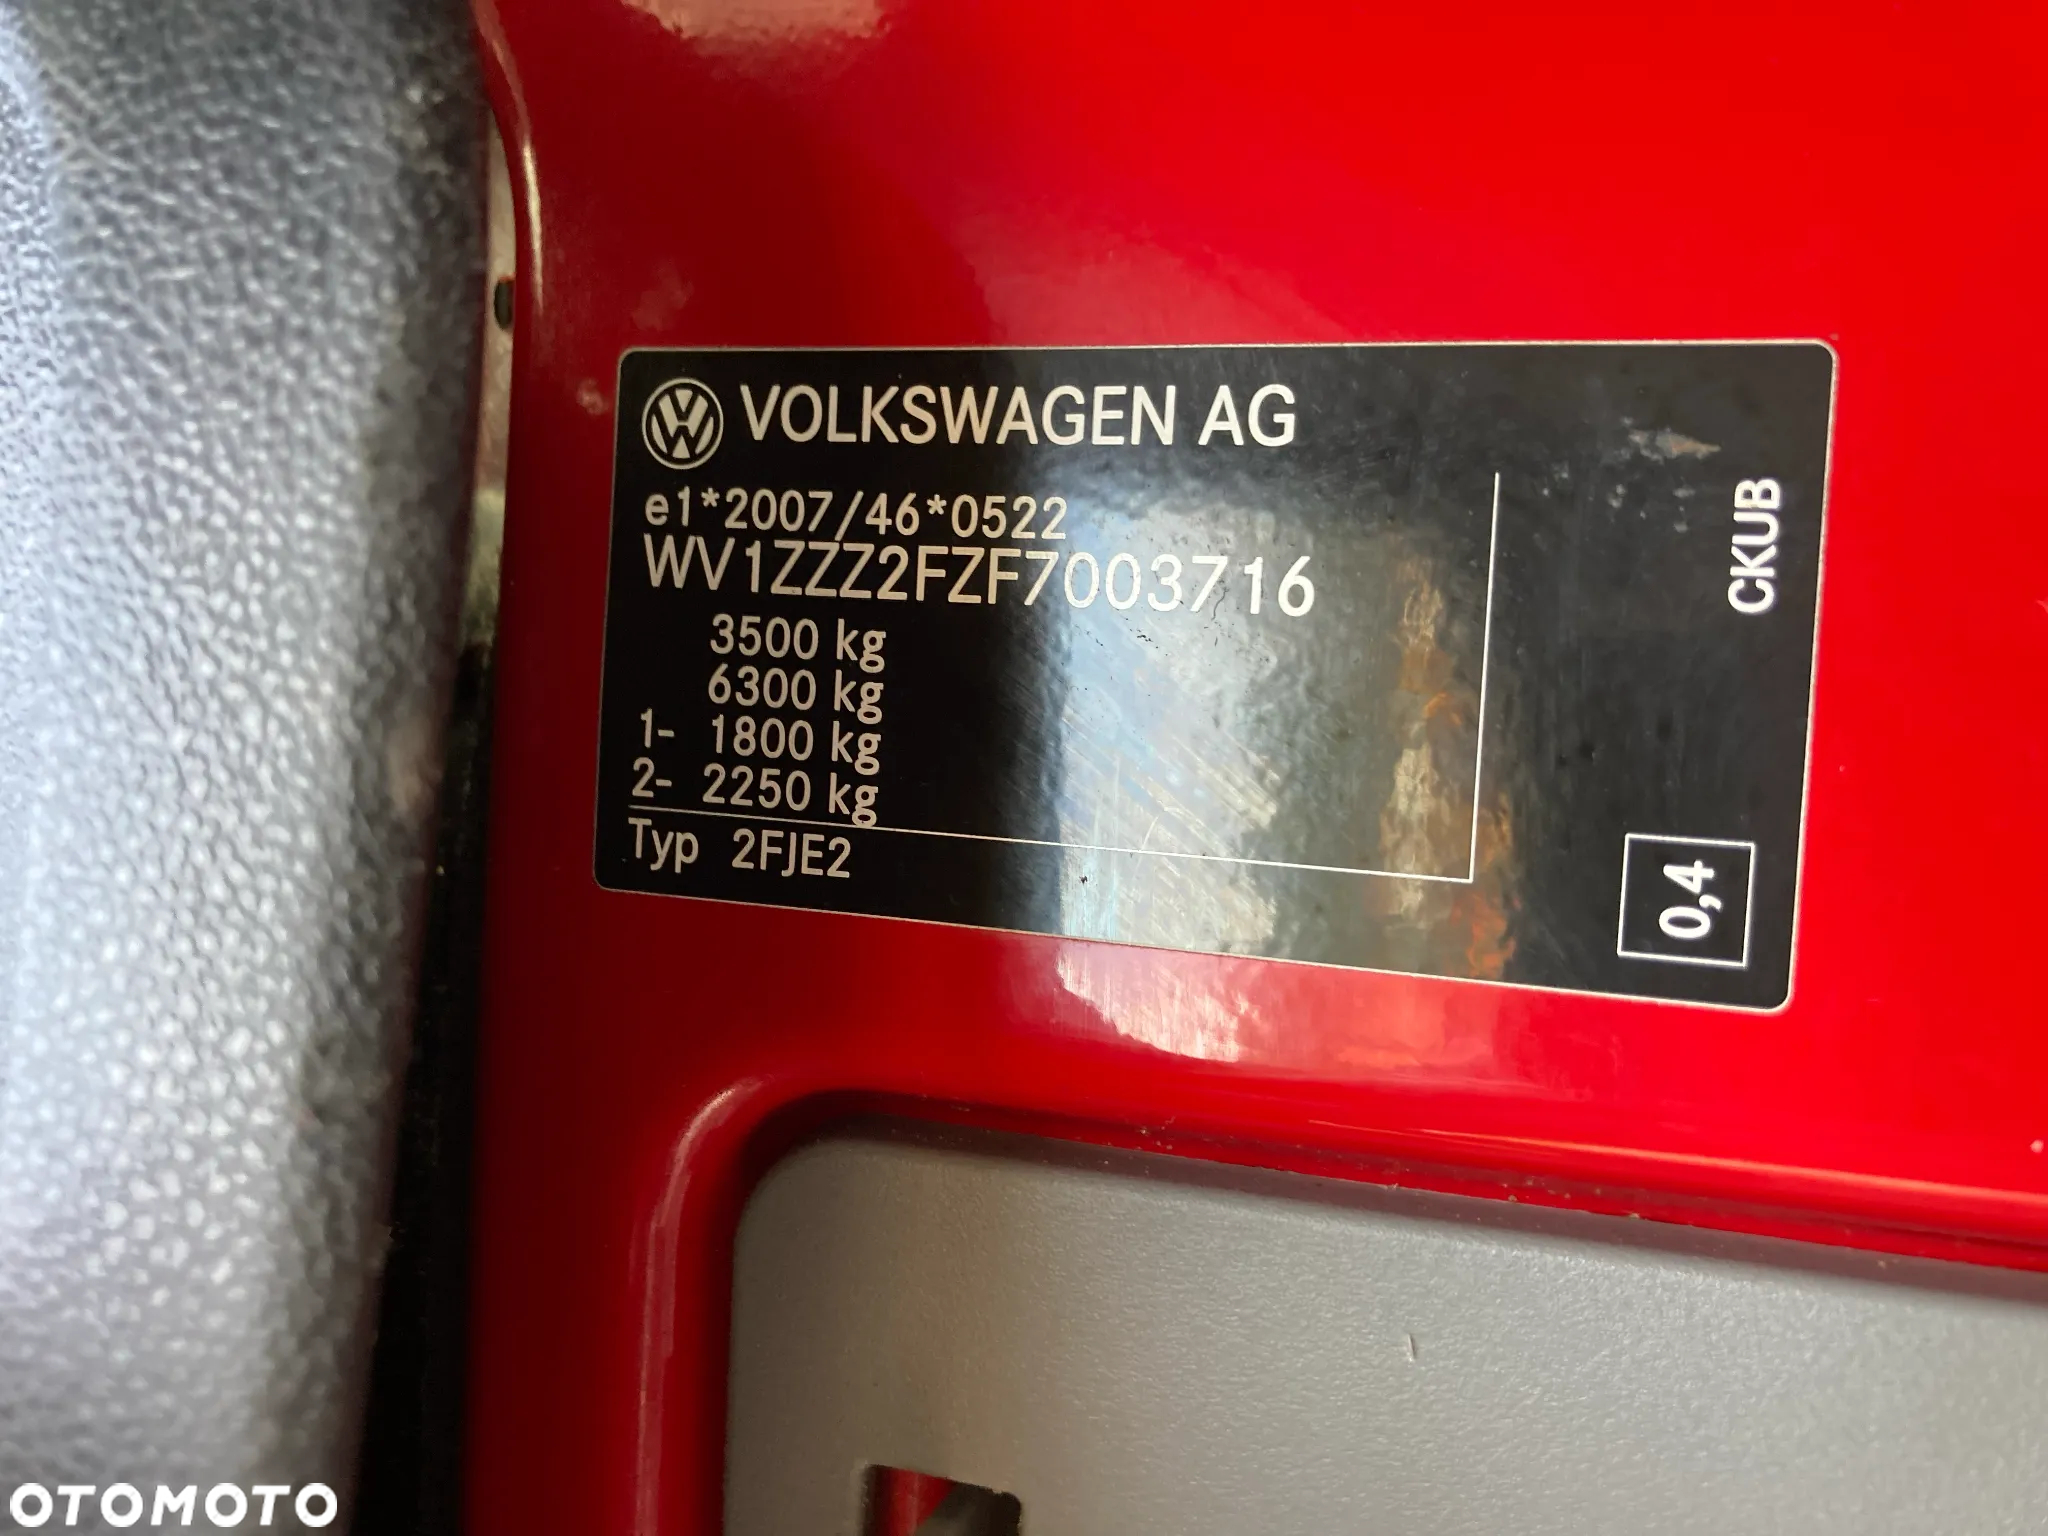 VOLKSWAGEN AG
e1*2007/46*0522
WV1ZZZ2FZF7003716
3500 kg
6300 kg
1- 1800 kg
2- 2250 kg
Typ 2FJE2
CKUB
0,4
OTOMOTO